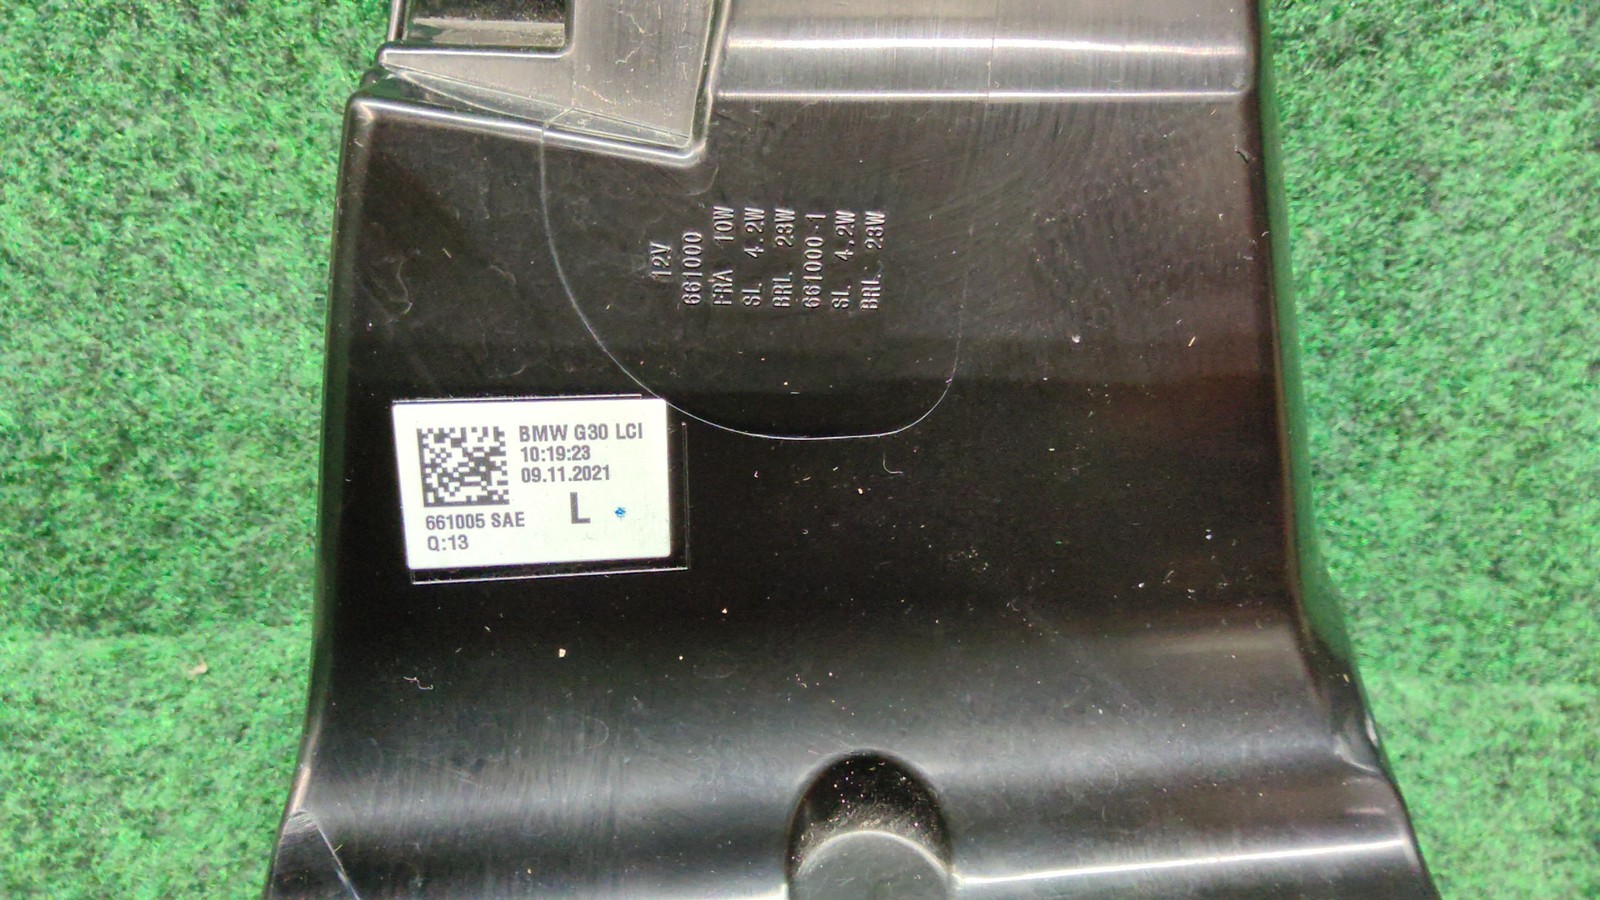 12V
661000
FRA 10W
SL 4.2W
BRL 23W
661000-1
SL 4.2W
BRL 23W
BMW G30 LCI
10:19:23
09.11.2021
L
661005 SAE
Q:13